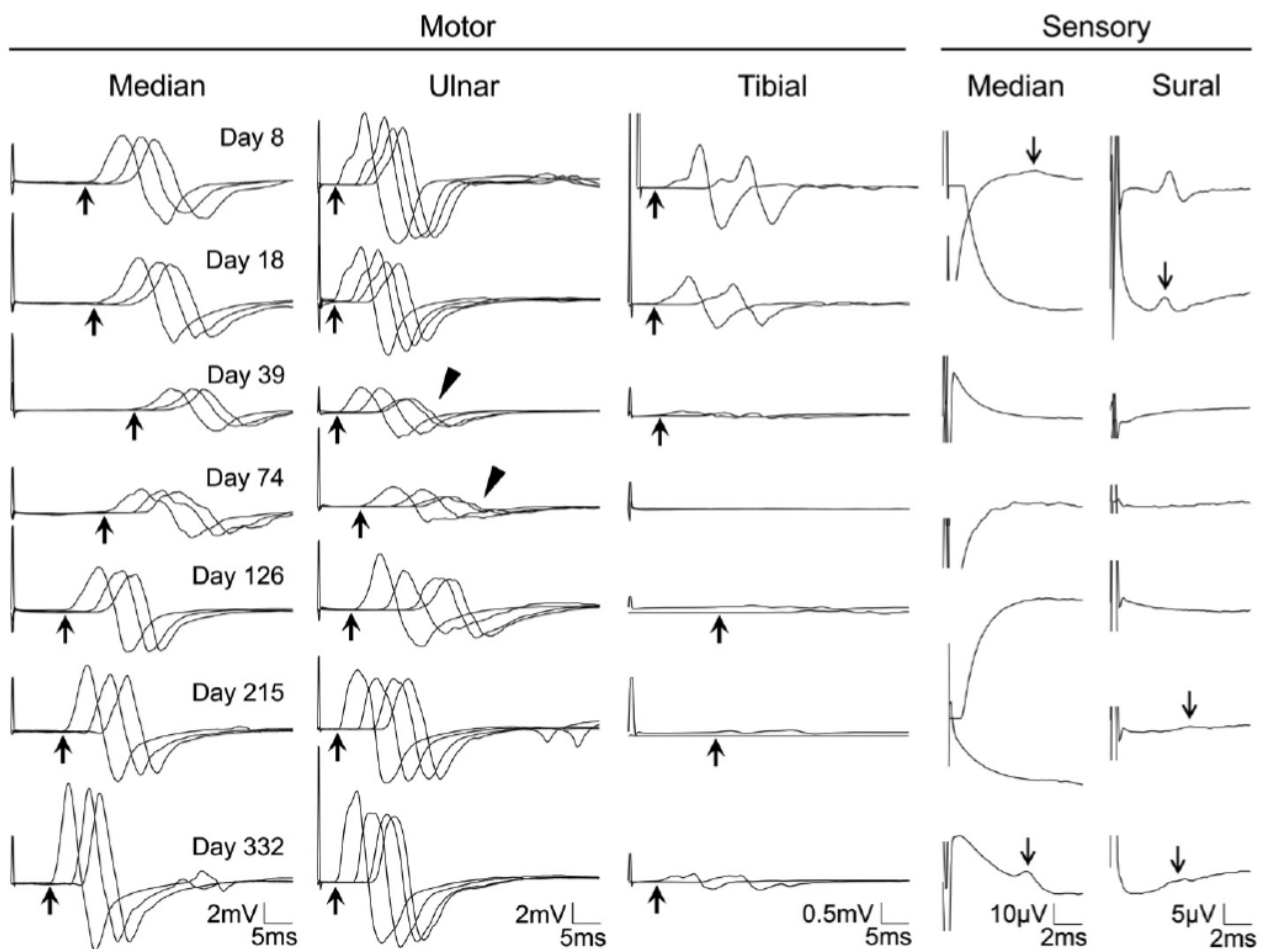 Motor Sensory
Median Ulnar Tibial Median Sural
Day 8
Day 18
Day 39
Day 74
Day 126
Day 215
Day 332
2mV 2mV 0.5mV 10µV 5µV
5ms 5ms 5ms 2ms 2ms